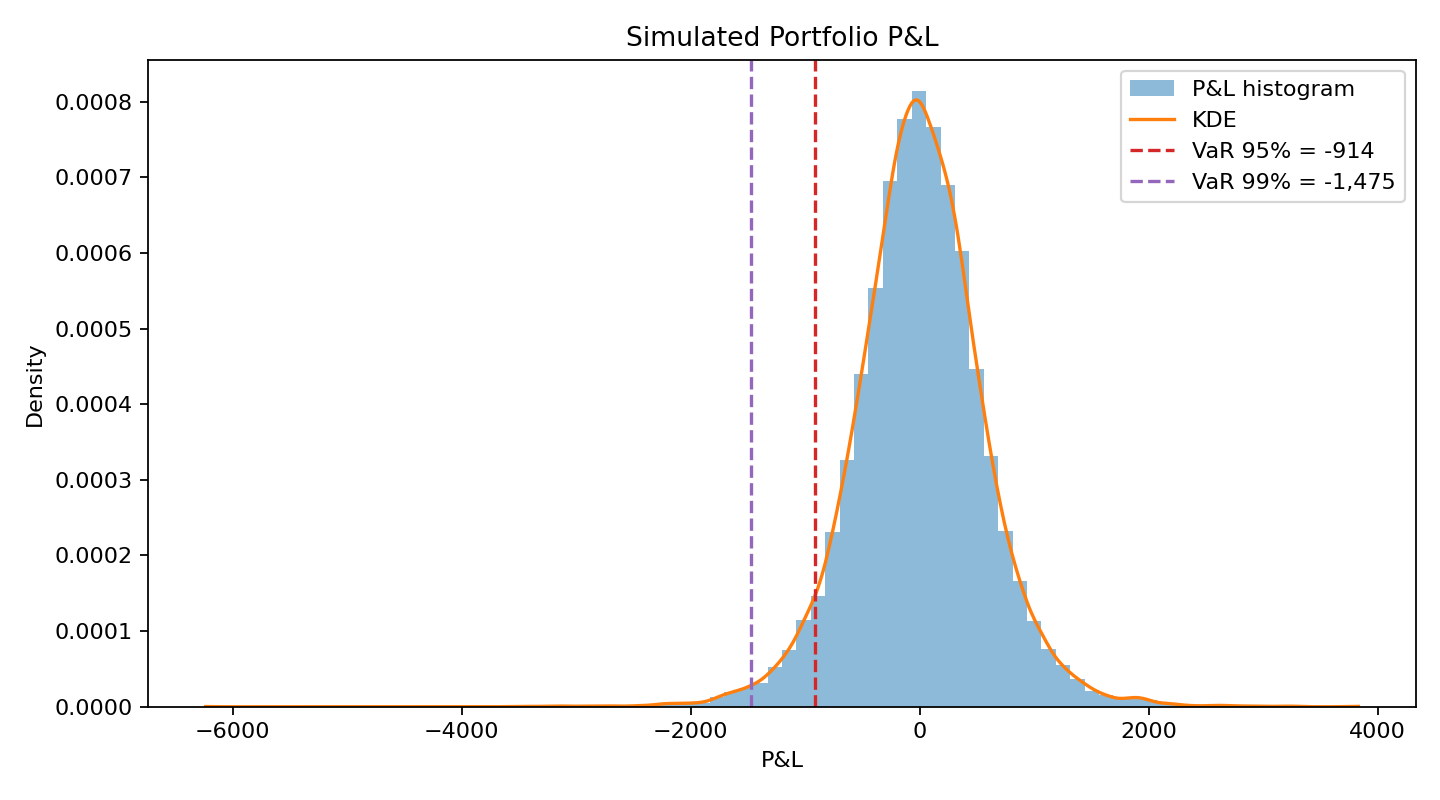 Simulated Portfolio P&L
P&L histogram
KDE
VaR 95% = -914
VaR 99% = -1,475
0.0008
0.0007
0.0006
0.0005
0.0004
0.0003
0.0002
0.0001
0.0000
Density
−6000
−4000
−2000
0
2000
4000
P&L